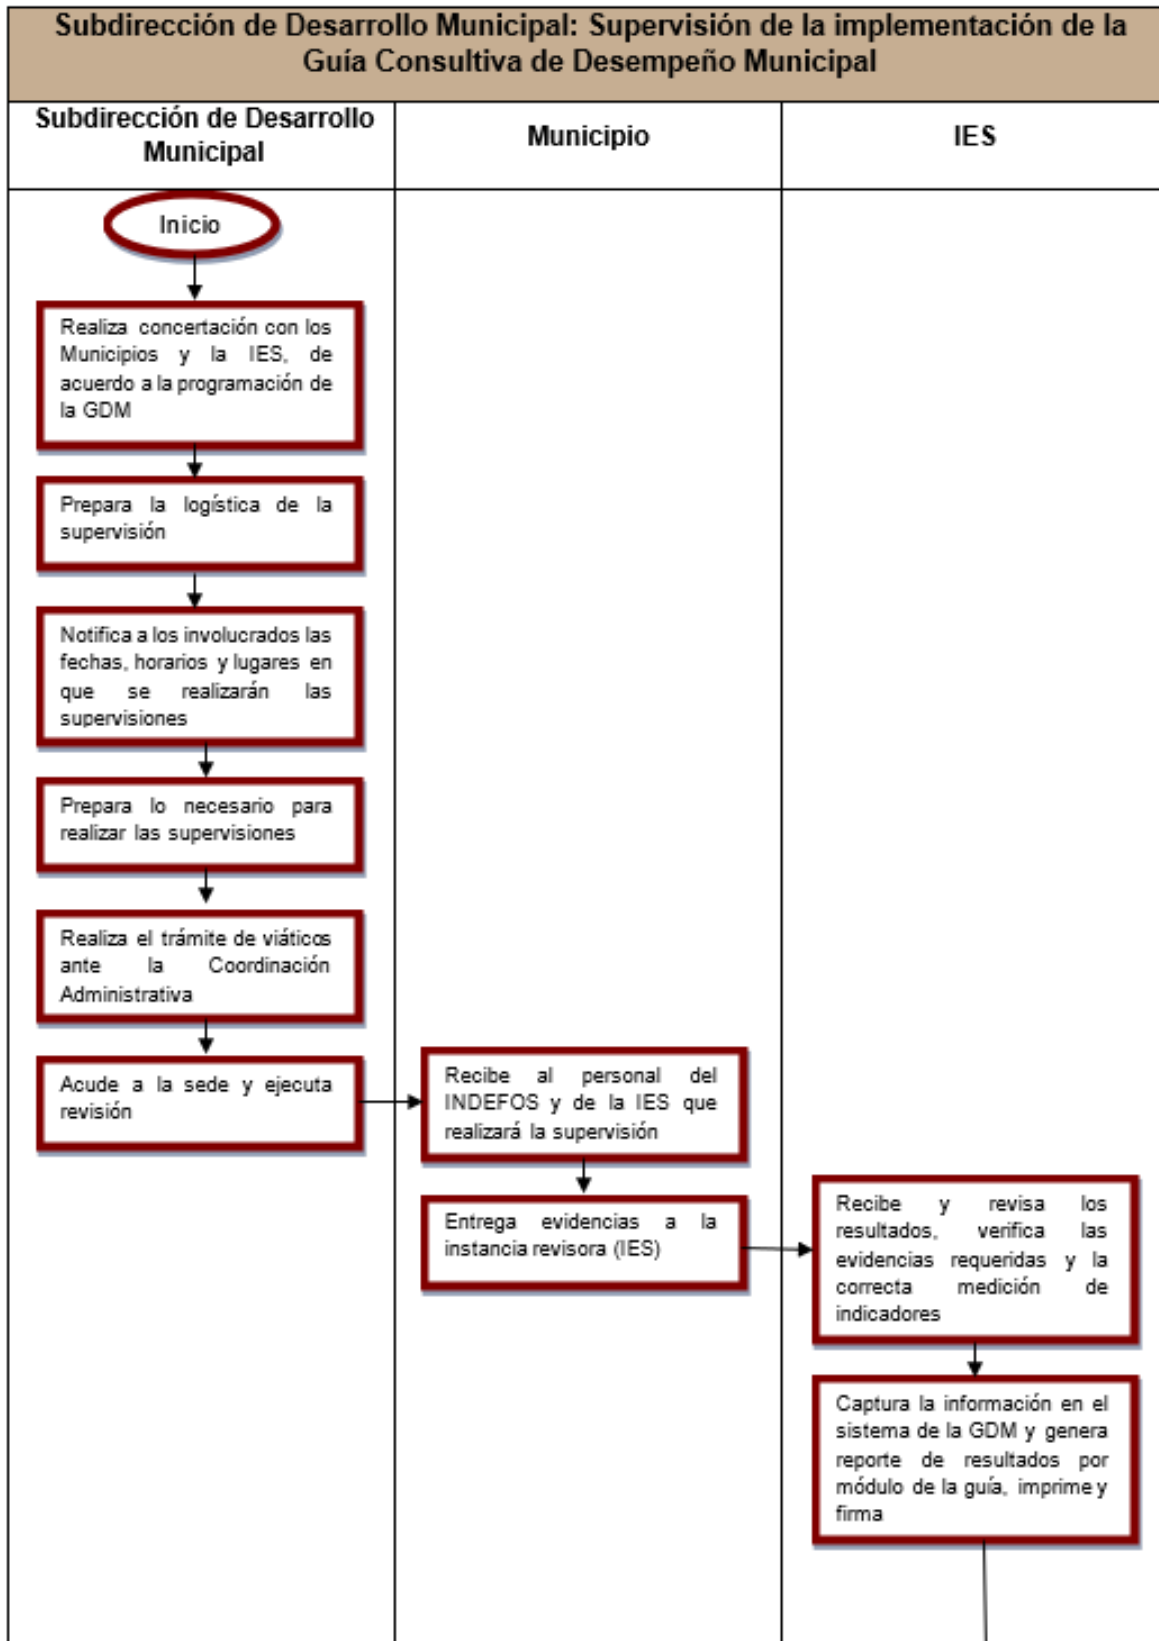 Subdirección de Desarrollo Municipal: Supervisión de la implementación de la
Guía Consultiva de Desempeño Municipal
Subdirección de Desarrollo
Municipal
Municipio
IES
Inicio
Realiza concertación con los
Municipios y la IES, de
acuerdo a la programación de
la GDM
Prepara la logística de la
supervisión
Notifica a los involucrados las
fechas, horarios y lugares en
que se realizarán las
supervisiones
Prepara lo necesario para
realizar las supervisiones
Realiza el trámite de viáticos
ante la Coordinación
Administrativa
Acude a la sede y ejecuta
revisión
Recibe al personal del
INDEFOS y de la IES que
realizará la supervisión
Entrega evidencias a la
instancia revisora (IES)
Recibe y revisa los
resultados, verifica las
evidencias requeridas y la
correcta medición de
indicadores
Captura la información en el
sistema de la GDM y genera
reporte de resultados por
módulo de la guía, imprime y
firma